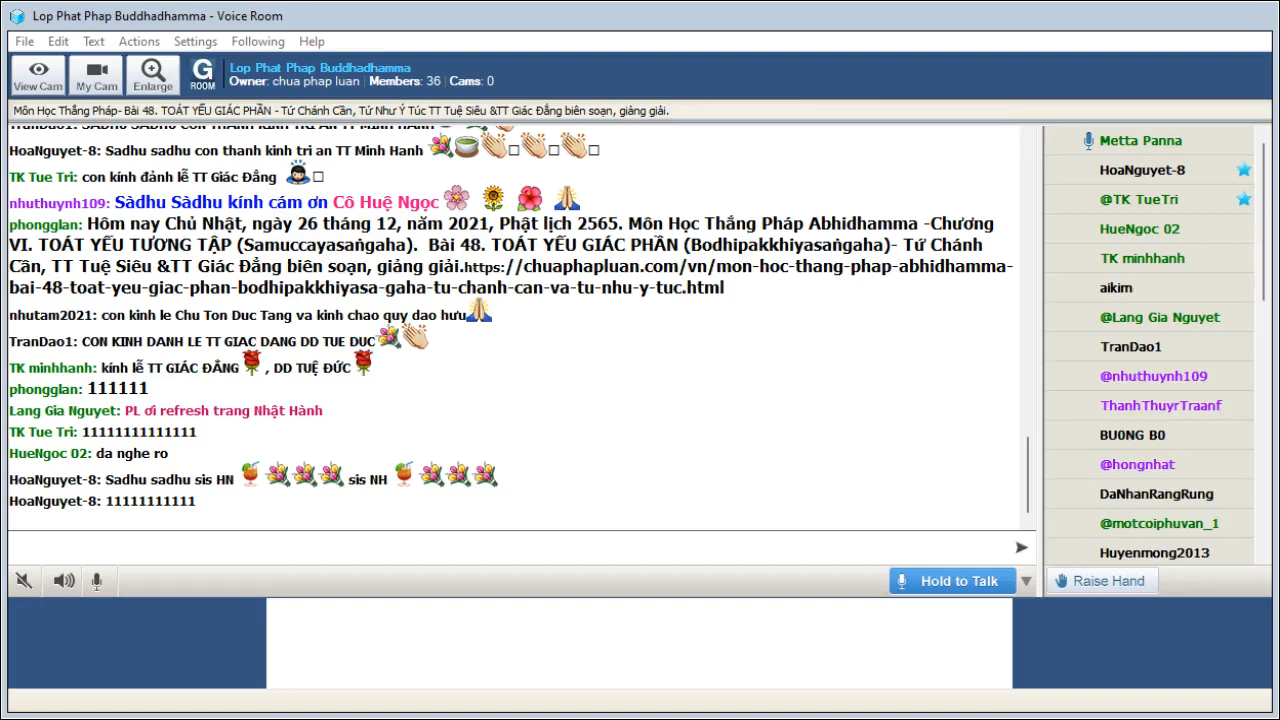 Lop Phat Phap Buddhadhamma - Voice Room
File Edit Text Actions Settings Following Help
View Cam My Cam Enlarge G ROOM
Lop Phat Phap Buddhadhamma
Owner: chua phap luan Members: 36 Cams: 0
Môn Học Thắng Pháp- Bài 48. TOÁT YẾU GIÁC PHẦN - Tứ Chánh Cần, Tứ Như Ý Túc TT Tuệ Siêu &TT Giác Đẳng biên soạn, giảng giải.
TranDao1: SADHU SADHU CON THANH KINH TRI AN TT MINH HANH
HoaNguyet-8: Sadhu sadhu con thanh kinh tri an TT Minh Hanh
TK Tue Tri: con kính đảnh lễ TT Giác Đẳng
nhuthuynh109: Sàdhu Sàdhu kính cám ơn Cô Huệ Ngọc
phongglan: Hôm nay Chủ Nhật, ngày 26 tháng 12, năm 2021, Phật lịch 2565. Môn Học Thắng Pháp Abhidhamma -Chương
VI. TOÁT YẾU TƯƠNG TẬP (Samuccayasaṅgaha). Bài 48. TOÁT YẾU GIÁC PHẦN (Bodhipakkhiyasaṅgaha)- Tứ Chánh
Cần, TT Tuệ Siêu &TT Giác Đẳng biên soạn, giảng giải.https://chuaphapluan.com/vn/mon-hoc-thang-phap-abhidhamma-
bai-48-toat-yeu-giac-phan-bodhipakkhiyasa-gaha-tu-chanh-can-va-tu-nhu-y-tuc.html
nhutam2021: con kinh le Chu Ton Duc Tang va kinh chao quy dao huu
TranDao1: CON KINH DANH LE TT GIAC DANG DD TUE DUC
TK minhhanh: kính lễ TT GIÁC ĐẲNG , DD TUỆ ĐỨC
phongglan: 111111
Lang Gia Nguyet: PL ơi refresh trang Nhật Hành
TK Tue Tri: 11111111111111
HueNgoc 02: da nghe ro
HoaNguyet-8: Sadhu sadhu sis HN sis NH
HoaNguyet-8: 11111111111
Metta Panna
HoaNguyet-8
@TK TueTri
HueNgoc 02
TK minhhanh
aikim
@Lang Gia Nguyet
TranDao1
@nhuthuynh109
ThanhThuyrTraanf
BU0NG B0
@hongnhat
DaNhanRangRung
@motcoiphuvan_1
Huyenmong2013
Hold to Talk
Raise Hand